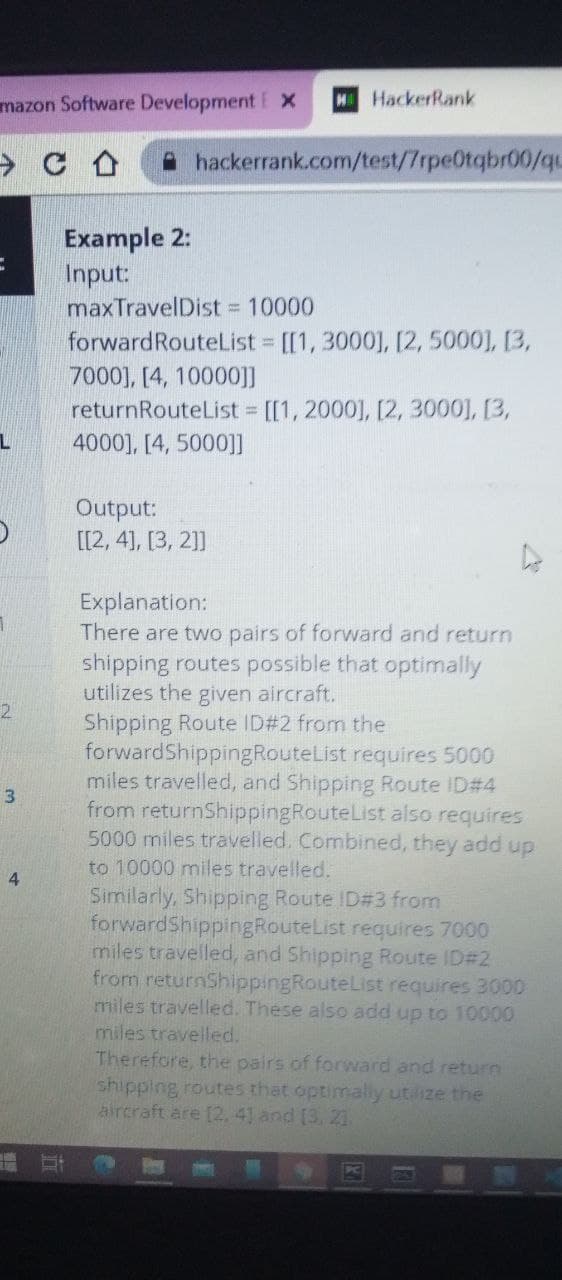 mazon Software Development E
HackerRank
hackerrank.com/test/7rpe0tqbr00/qu
Example 2:
Input:
maxTravelDist = 10000
forwardRouteList = [[1, 3000], [2, 5000], [3,
7000], [4, 10000]]
returnRouteList = [[1, 2000], [2, 3000], [3,
4000], [4, 5000]]
Output:
[[2, 4], [3, 2]]
Explanation:
There are two pairs of forward and return
shipping routes possible that optimally
utilizes the given aircraft.
Shipping Route ID#2 from the
forwardShippingRouteList requires 5000
miles travelled, and Shipping Route ID#4
from returnShippingRouteList also requires
5000 miles travelled. Combined, they add up
to 10000 miles travelled.
Similarly, Shipping Route ID#3 from
forwardShippingRouteList requires 7000
miles travelled, and Shipping Route ID#2
from returnShippingRouteList requires 3000
miles travelled. These also add up to 10000
miles travelled.
Therefore, the pairs of forward and return
shipping routes that optimally utilize the
aircraft are [2, 4] and [3, 2].
L
1
2
3
4